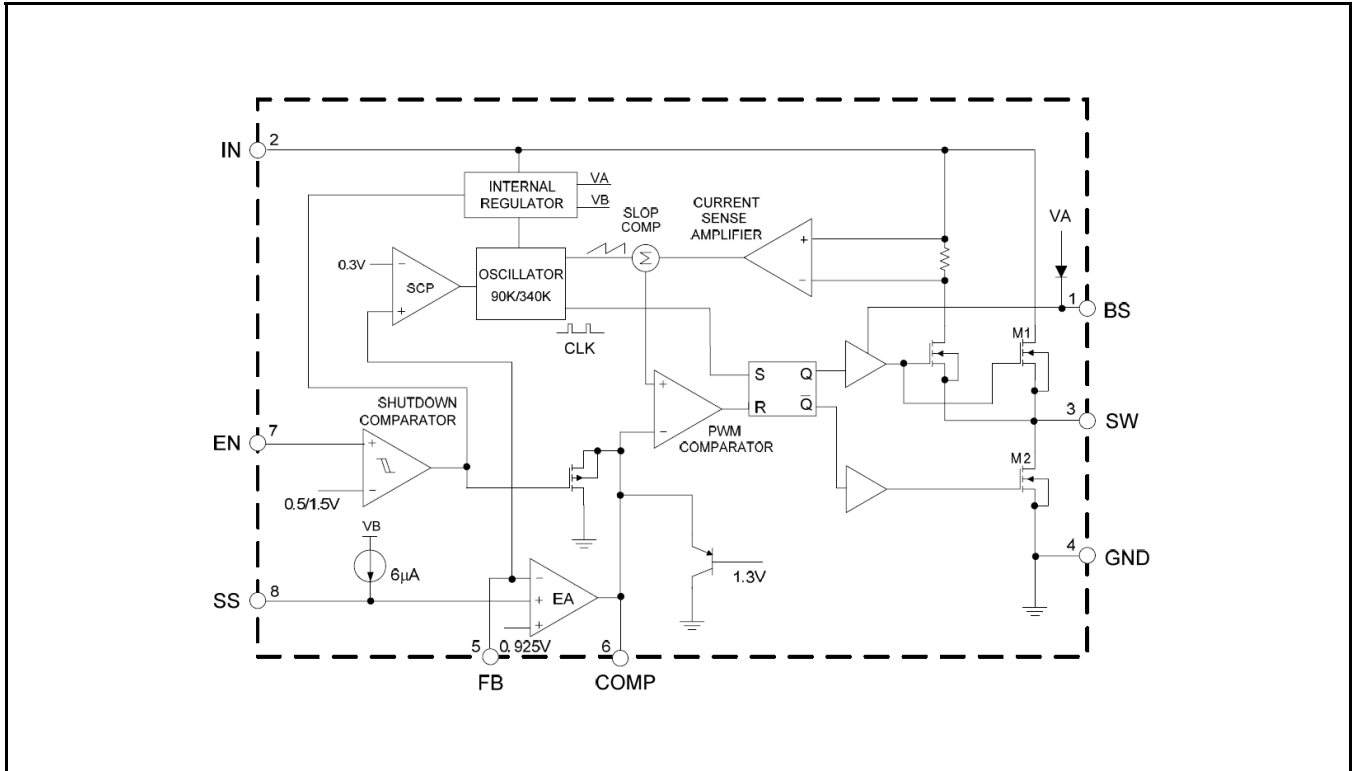 IN
2
INTERNAL
REGULATOR
VA
VB
SLOP
COMP
CURRENT
SENSE
AMPLIFIER
+
−
VA
0.3V
−
SCP
+
OSCILLATOR
90K/340K
Σ
CLK
1
BS
M1
S
Q
R
Q̅
+
−
PWM
COMPARATOR
3
SW
SHUTDOWN
COMPARATOR
EN
7
+
−
0.5/1.5V
M2
VB
6µA
SS
8
−
+
+
EA
0.925V
1.3V
4
GND
5
FB
6
COMP